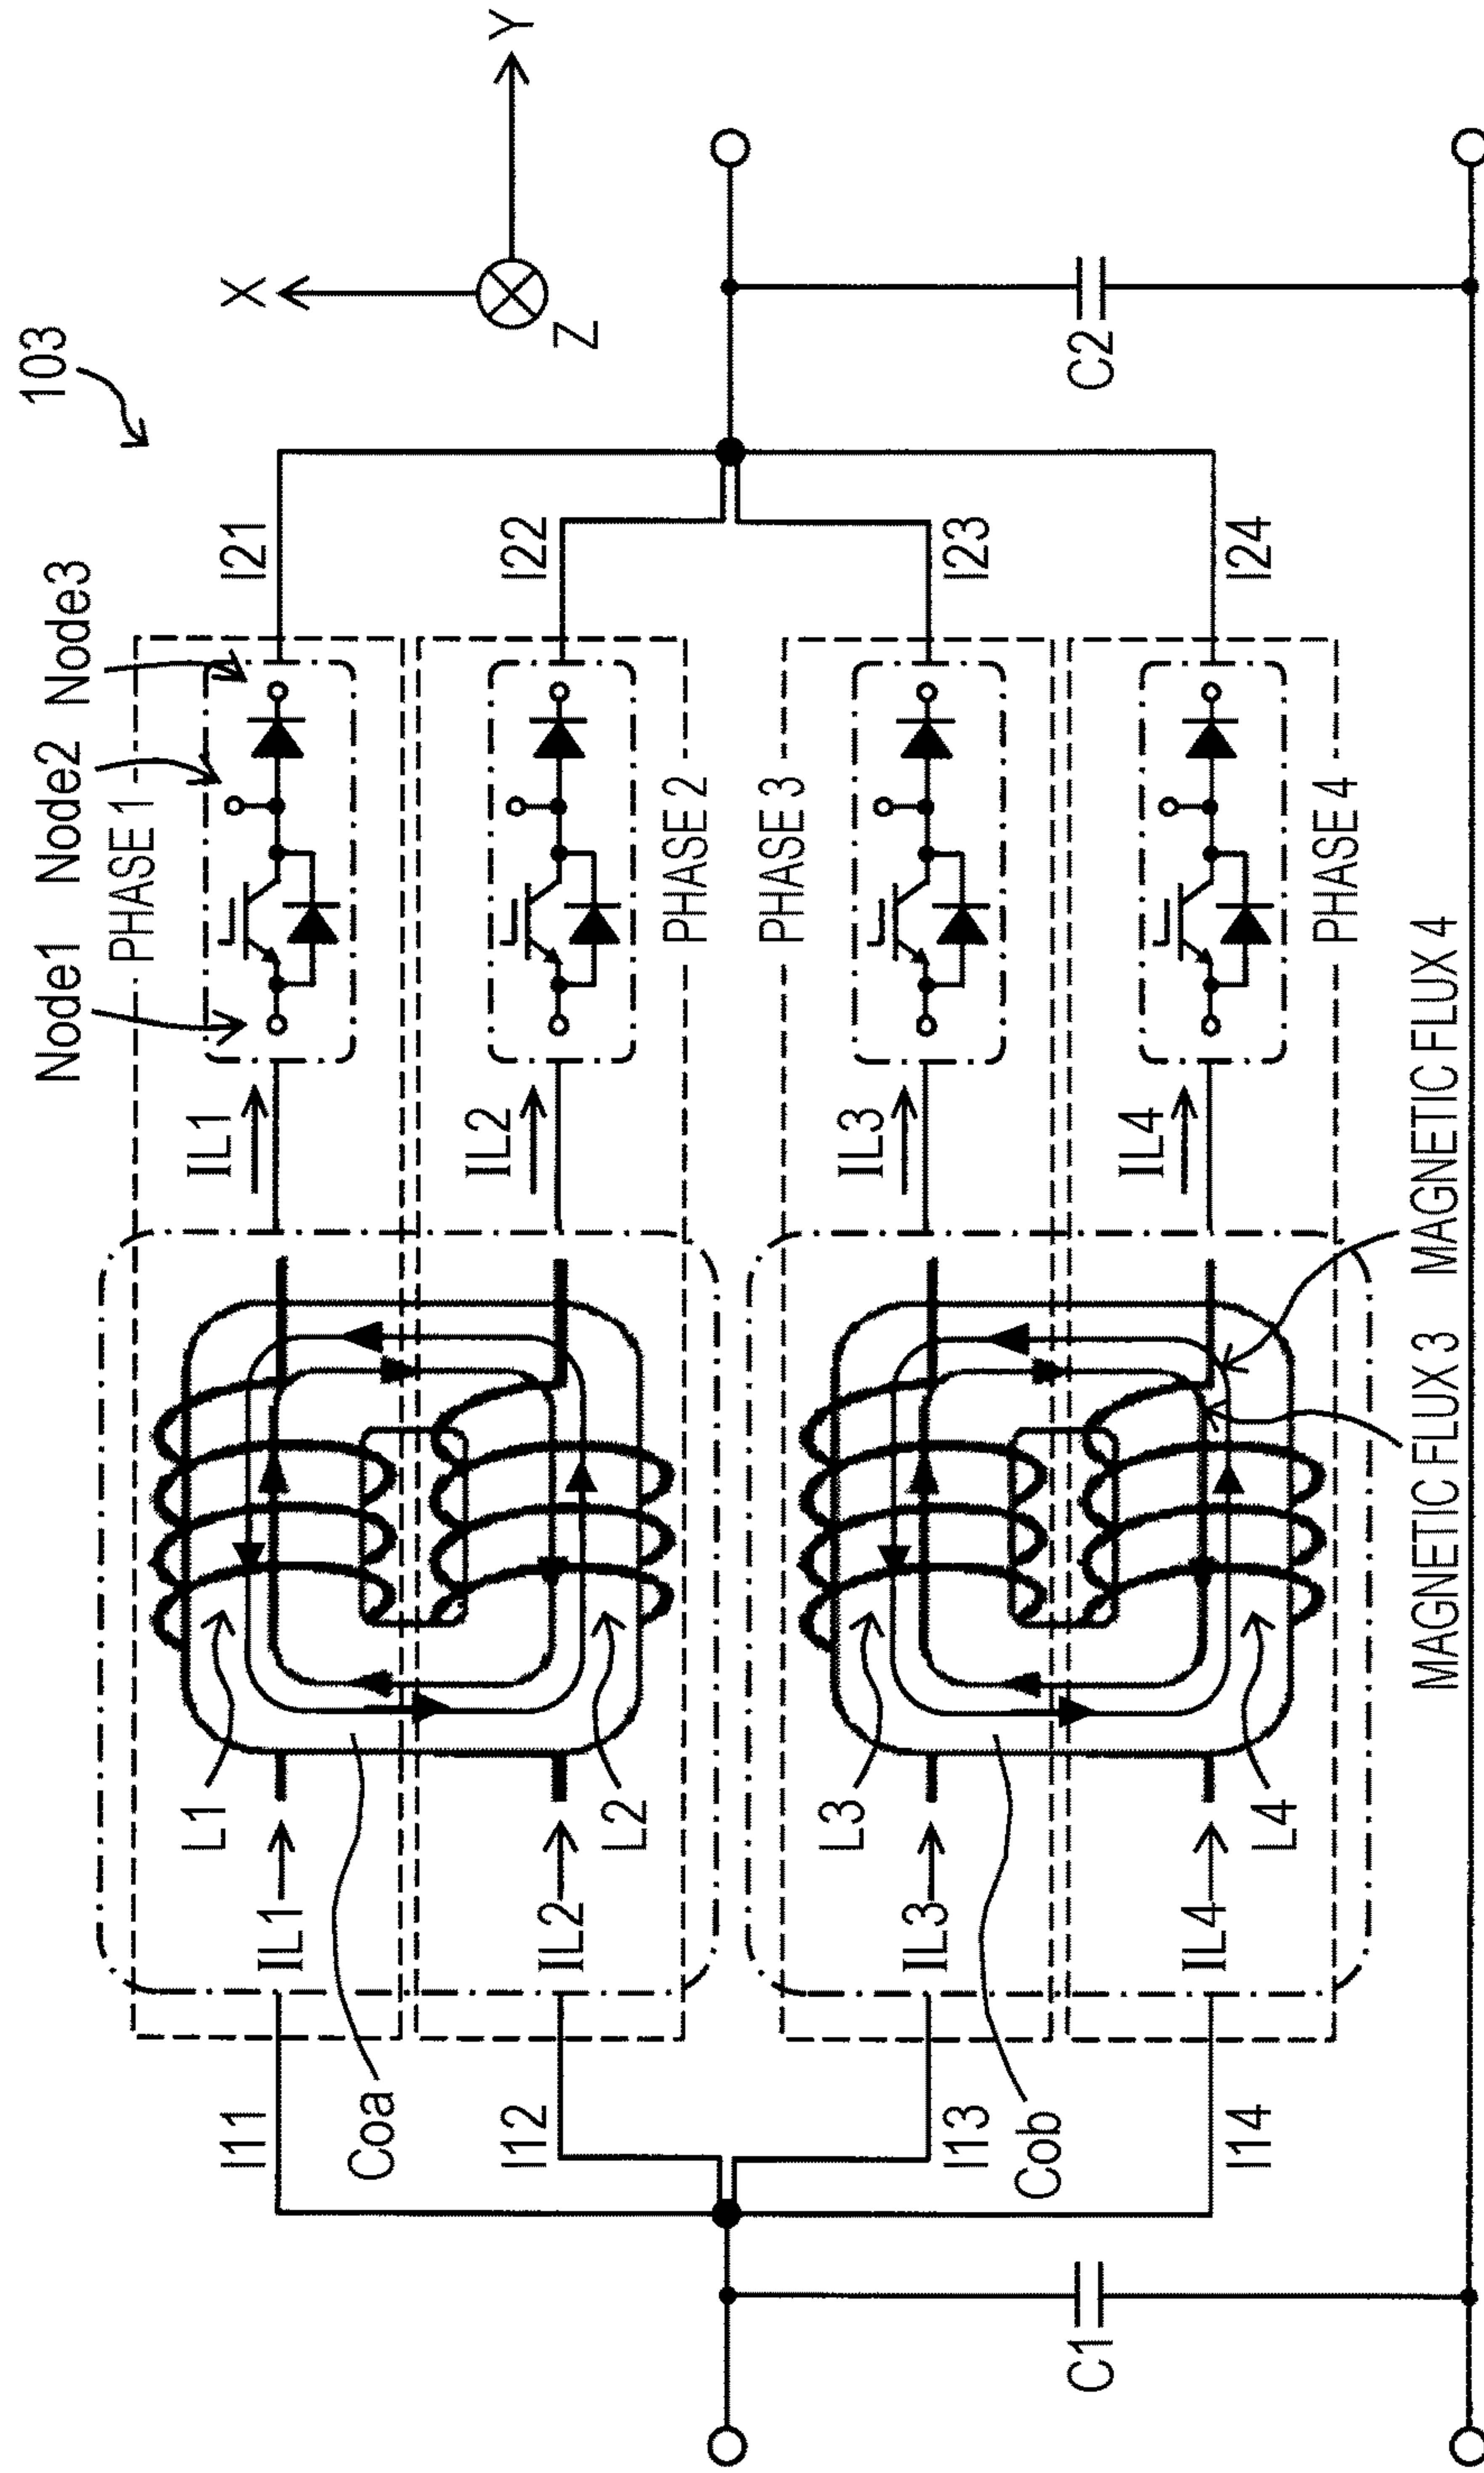 103
X
Y
Z
Node1
Node2
Node3
PHASE 1
PHASE 2
PHASE 3
PHASE 4
I11
I12
I13
I14
I21
I22
I23
I24
IL1
IL2
IL3
IL4
IL1
IL2
IL3
IL4
L1
L2
L3
L4
Coa
Cob
C1
C2
MAGNETIC FLUX 3
MAGNETIC FLUX 4